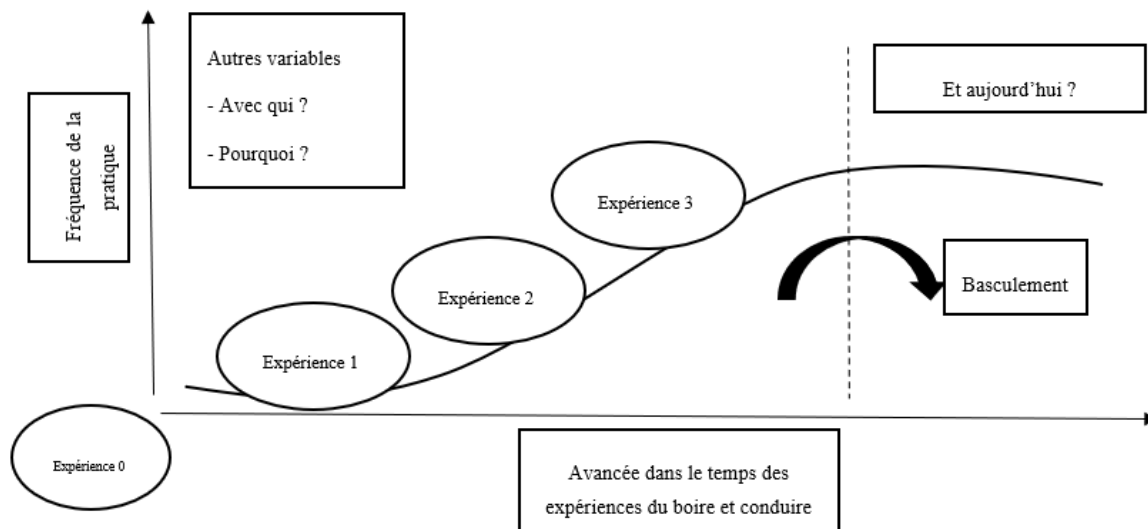 Autres variables
- Avec qui ?
- Pourquoi ?
Et aujourd’hui ?
Fréquence de la
pratique
Expérience 3
Expérience 2
Basculement
Expérience 1
Expérience 0
Avancée dans le temps des
expériences du boire et conduire